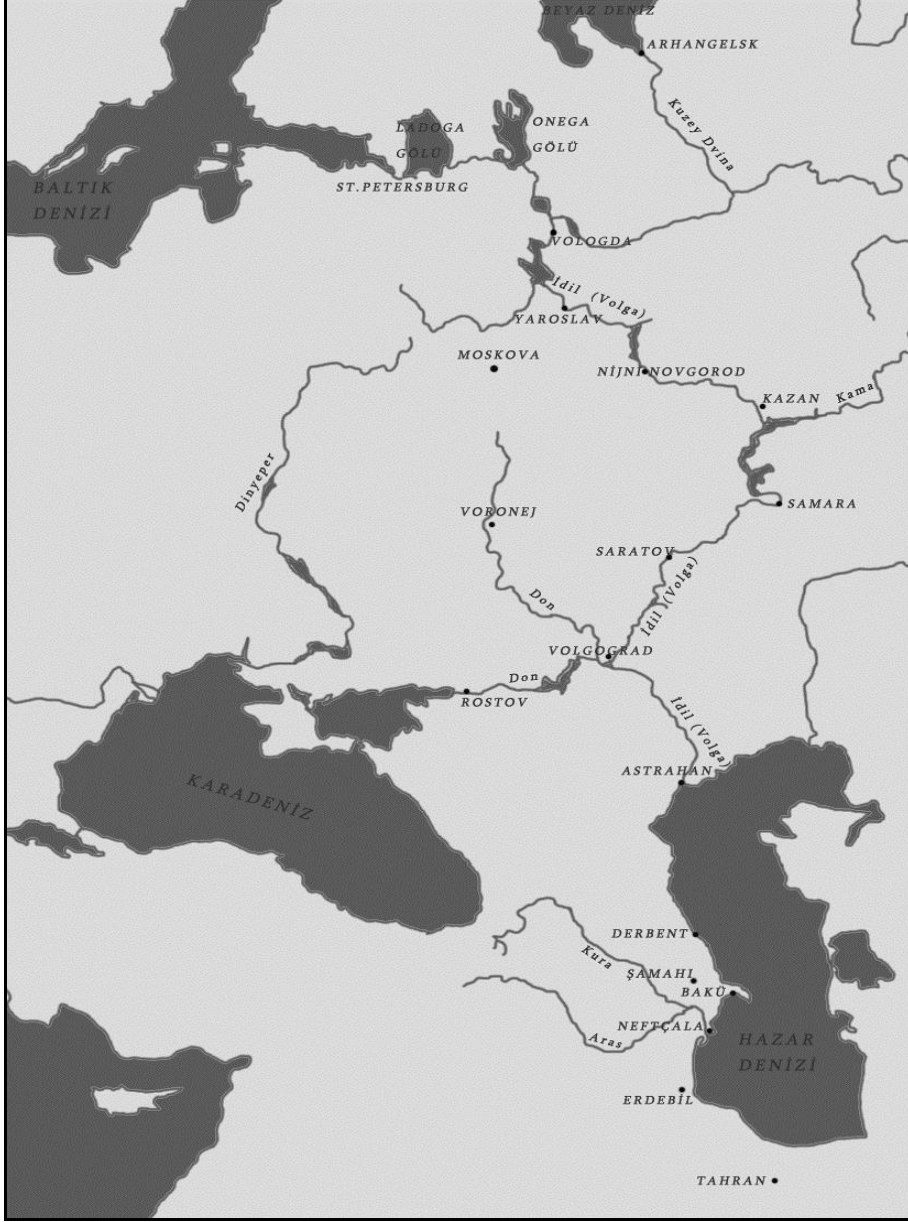 BEYAZ DENİZ
ARHANGELSK
Kuzey Dvina
LADOGA
GÖLÜ
ONEGA
GÖLÜ
ST.PETERSBURG
BALTIK
DENİZİ
VOLOGDA
İdil (Volga)
YAROSLAV
MOSKOVA
NİJNI NOVGOROD
KAZAN
Kama
Dinyeper
VORONEJ
SAMARA
SARATOV
Don
İdil (Volga)
VOLGOGRAD
Don
ROSTOV
İdil (Volga)
ASTRAHAN
KARADENİZ
DERBENT
Kura
ŞAMAHI
BAKÜ
NEFTÇALA
Aras
HAZAR
DENİZİ
ERDEBİL
TAHRAN